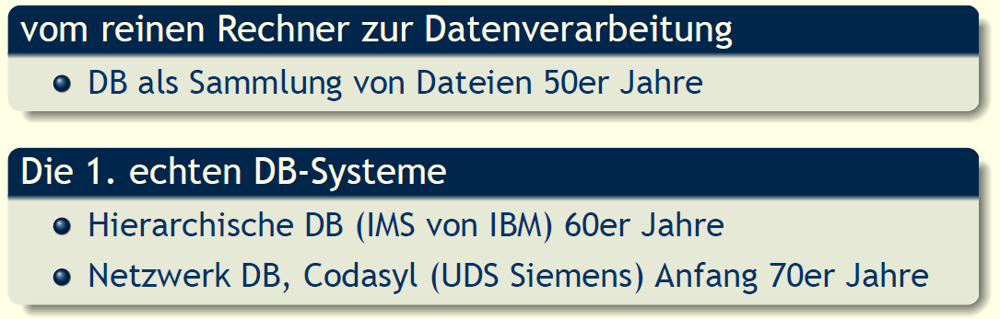 vom reinen Rechner zur Datenverarbeitung
DB als Sammlung von Dateien 50er Jahre
Die 1. echten DB-Systeme
Hierarchische DB (IMS von IBM) 60er Jahre
Netzwerk DB, Codasyl (UDS Siemens) Anfang 70er Jahre